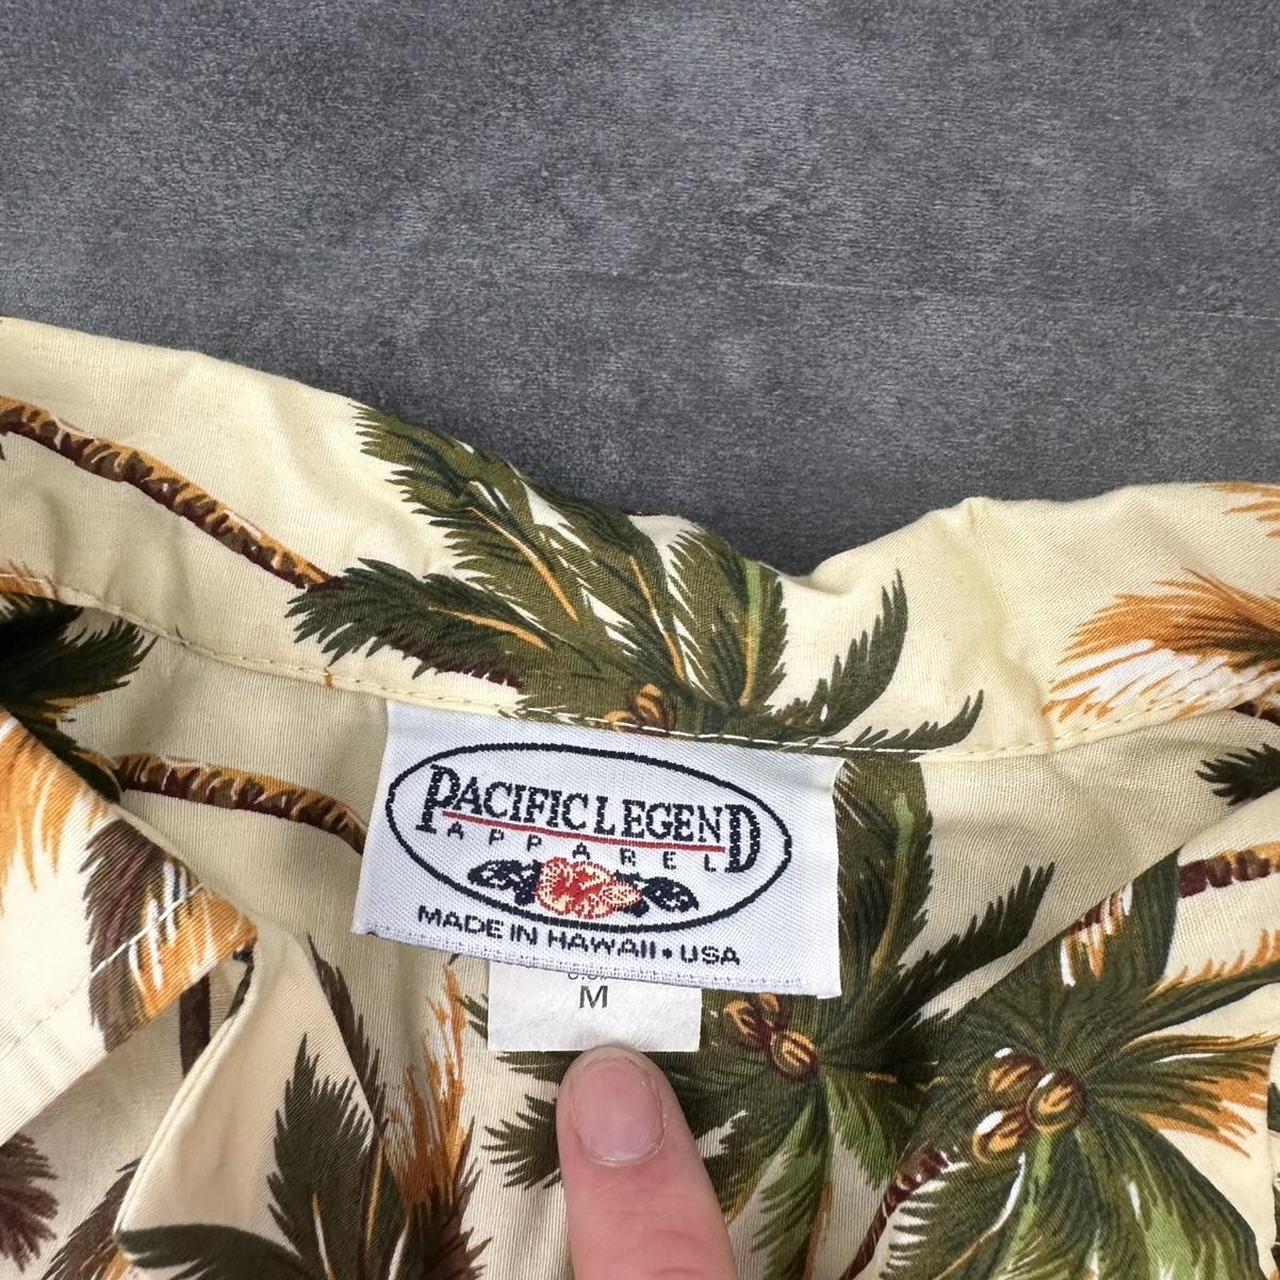 PACIFIC LEGEND
APPAREL
MADE IN HAWAII • USA
M